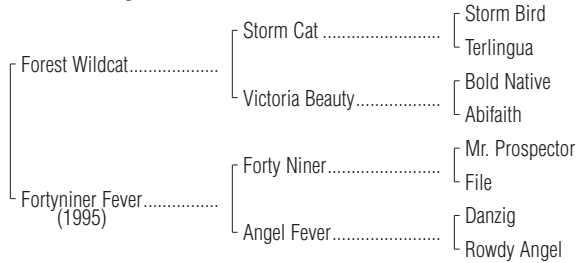 Storm Bird
Storm Cat ........................
Terlingua
Forest Wildcat..................
Bold Native
Victoria Beauty.................
Abifaith
Mr. Prospector
Forty Niner.......................
File
Fortyniner Fever...............
(1995)
Danzig
Angel Fever......................
Rowdy Angel